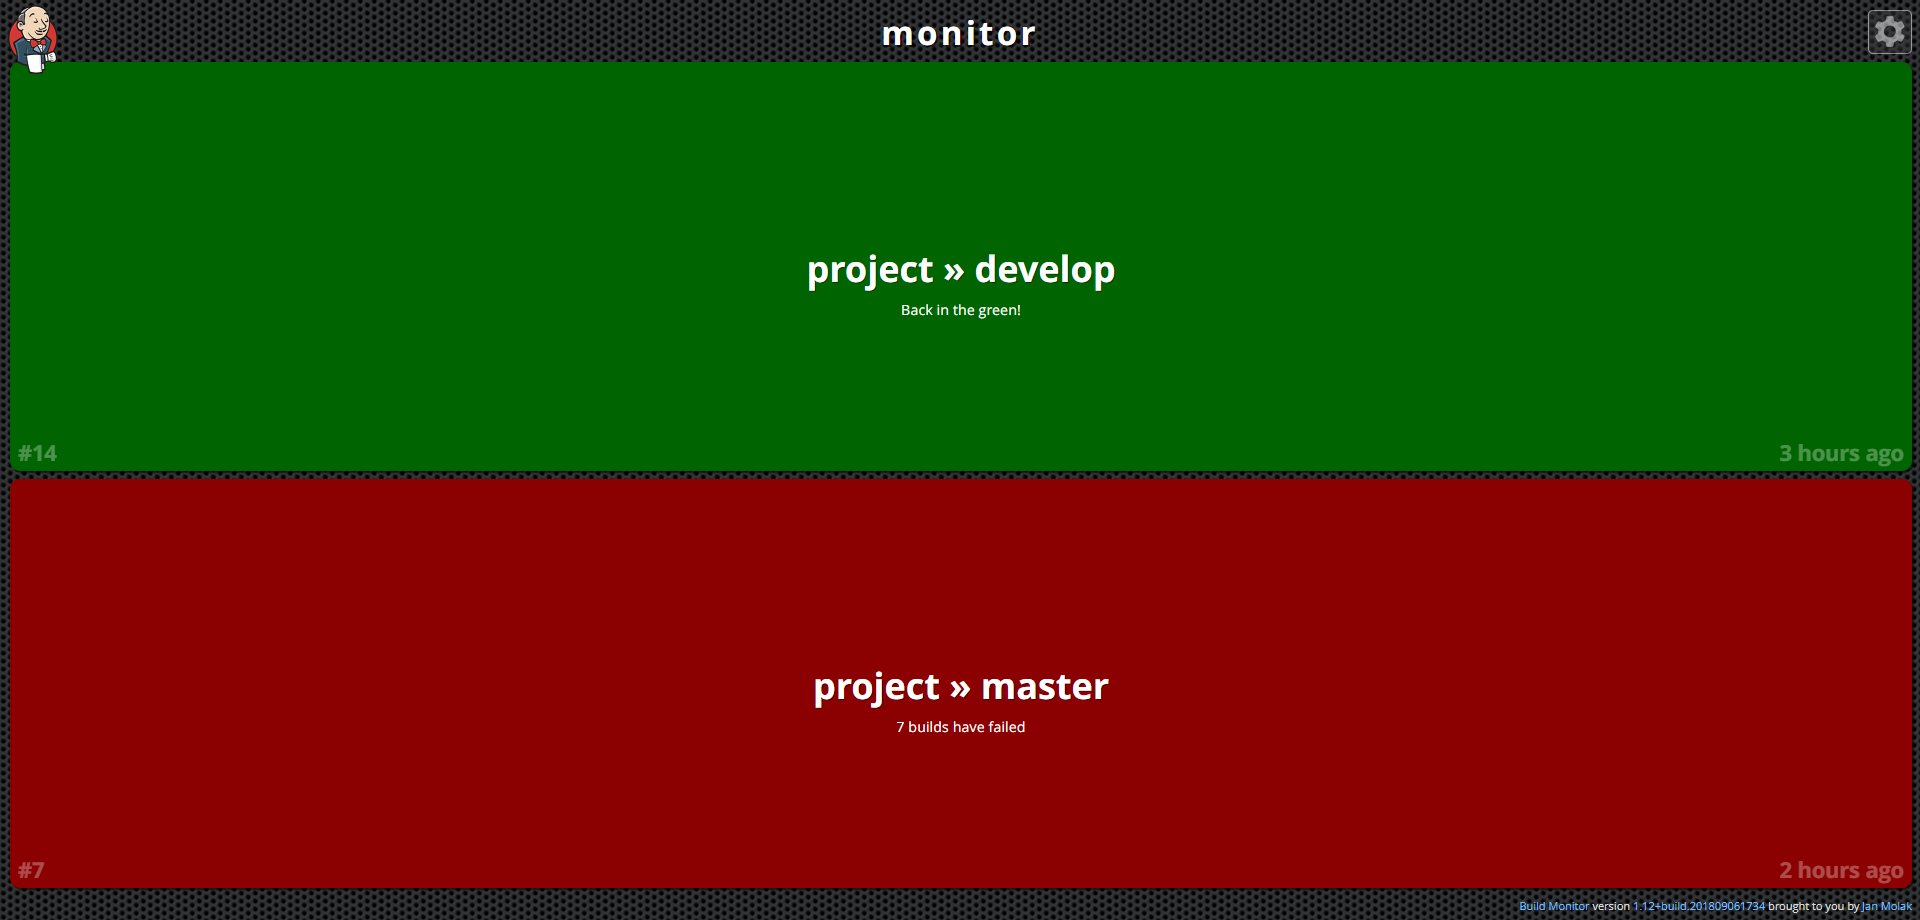 monitor
project » develop
Back in the green!
#14
3 hours ago
project » master
7 builds have failed
#7
2 hours ago
Build Monitor version 1.12+build.201809061734 brought to you by Jan Molak